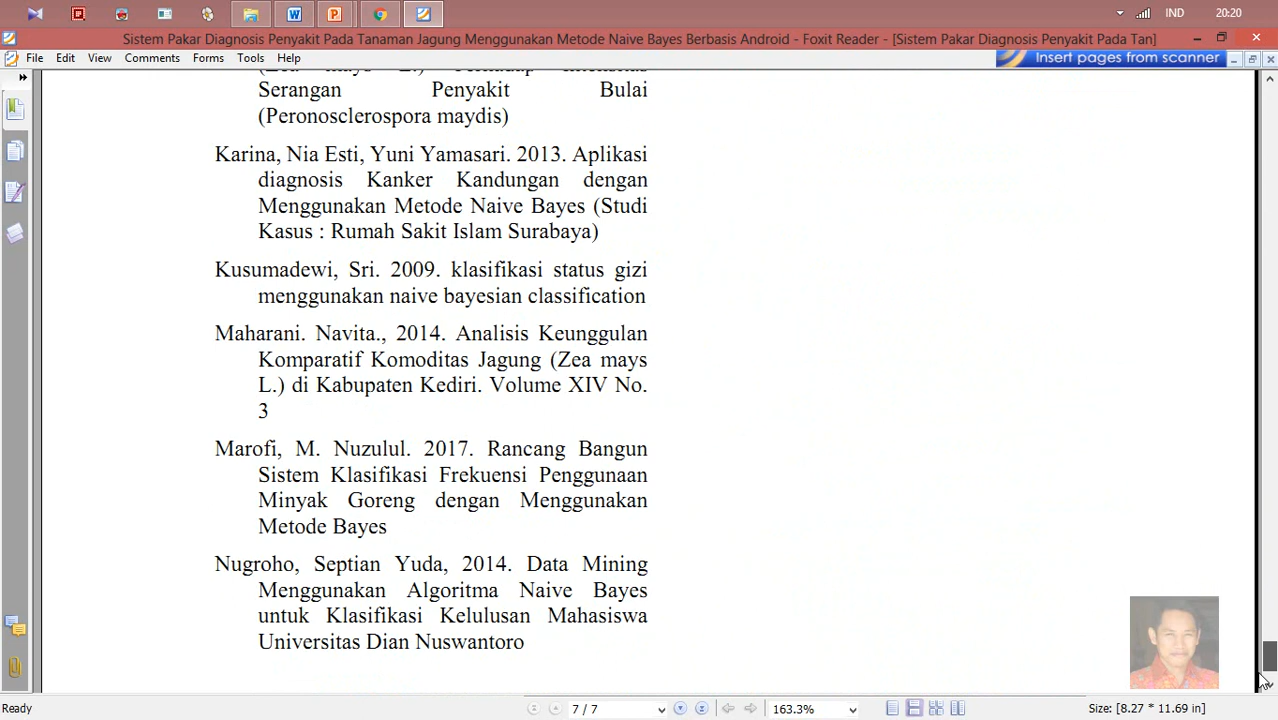 IND
20:20
Sistem Pakar Diagnosis Penyakit Pada Tanaman Jagung Menggunakan Metode Naive Bayes Berbasis Android - Foxit Reader - [Sistem Pakar Diagnosis Penyakit Pada Tan]
File Edit View Comments Forms Tools Help
Insert pages from scanner
(Zea mays L.) Terhadap Intensitas
Serangan Penyakit Bulai
(Peronosclerospora maydis)
Karina, Nia Esti, Yuni Yamasari. 2013. Aplikasi
diagnosis Kanker Kandungan dengan
Menggunakan Metode Naive Bayes (Studi
Kasus : Rumah Sakit Islam Surabaya)
Kusumadewi, Sri. 2009. klasifikasi status gizi
menggunakan naive bayesian classification
Maharani. Navita., 2014. Analisis Keunggulan
Komparatif Komoditas Jagung (Zea mays
L.) di Kabupaten Kediri. Volume XIV No.
3
Marofi, M. Nuzulul. 2017. Rancang Bangun
Sistem Klasifikasi Frekuensi Penggunaan
Minyak Goreng dengan Menggunakan
Metode Bayes
Nugroho, Septian Yuda, 2014. Data Mining
Menggunakan Algoritma Naive Bayes
untuk Klasifikasi Kelulusan Mahasiswa
Universitas Dian Nuswantoro
Ready
7 / 7
163.3%
Size: [8.27 * 11.69 in]